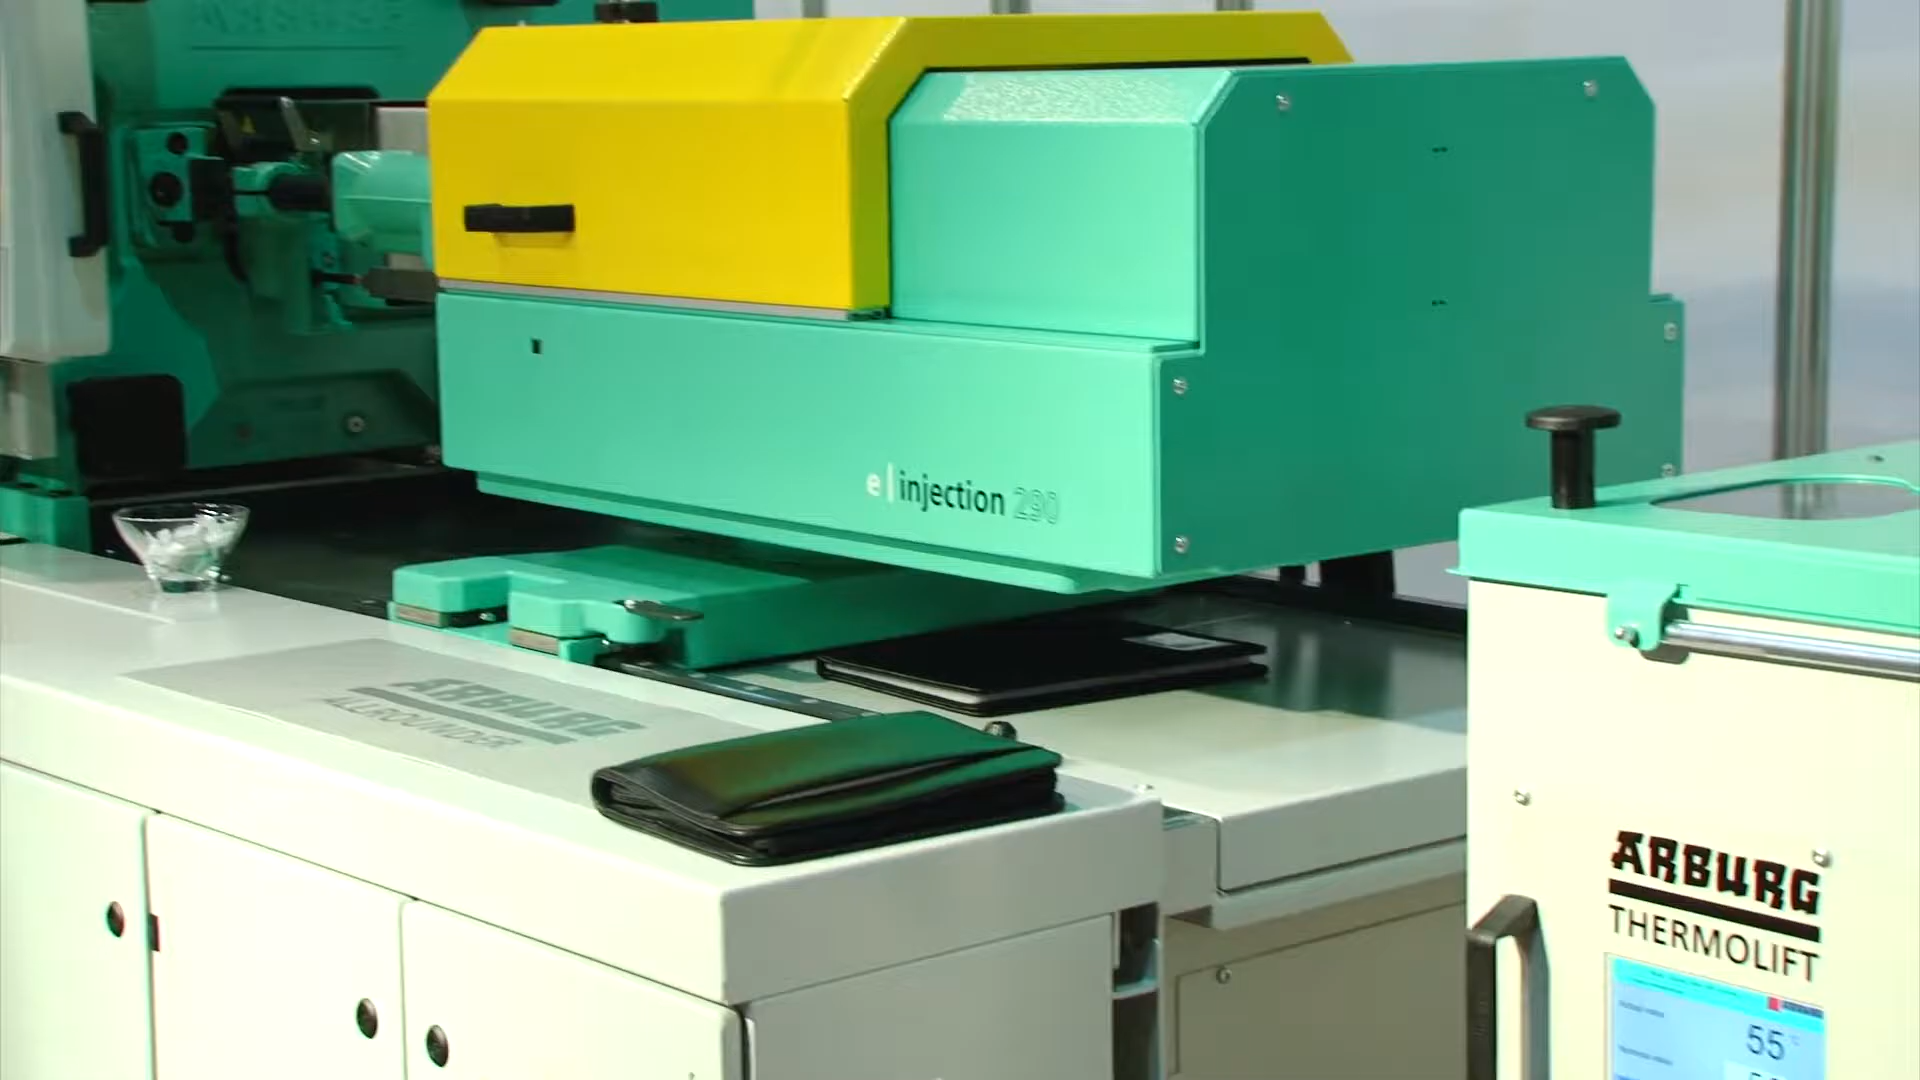 e | injection 290
ARBURG
ALLROUNDER
ARBURG
THERMOLIFT
55 °C